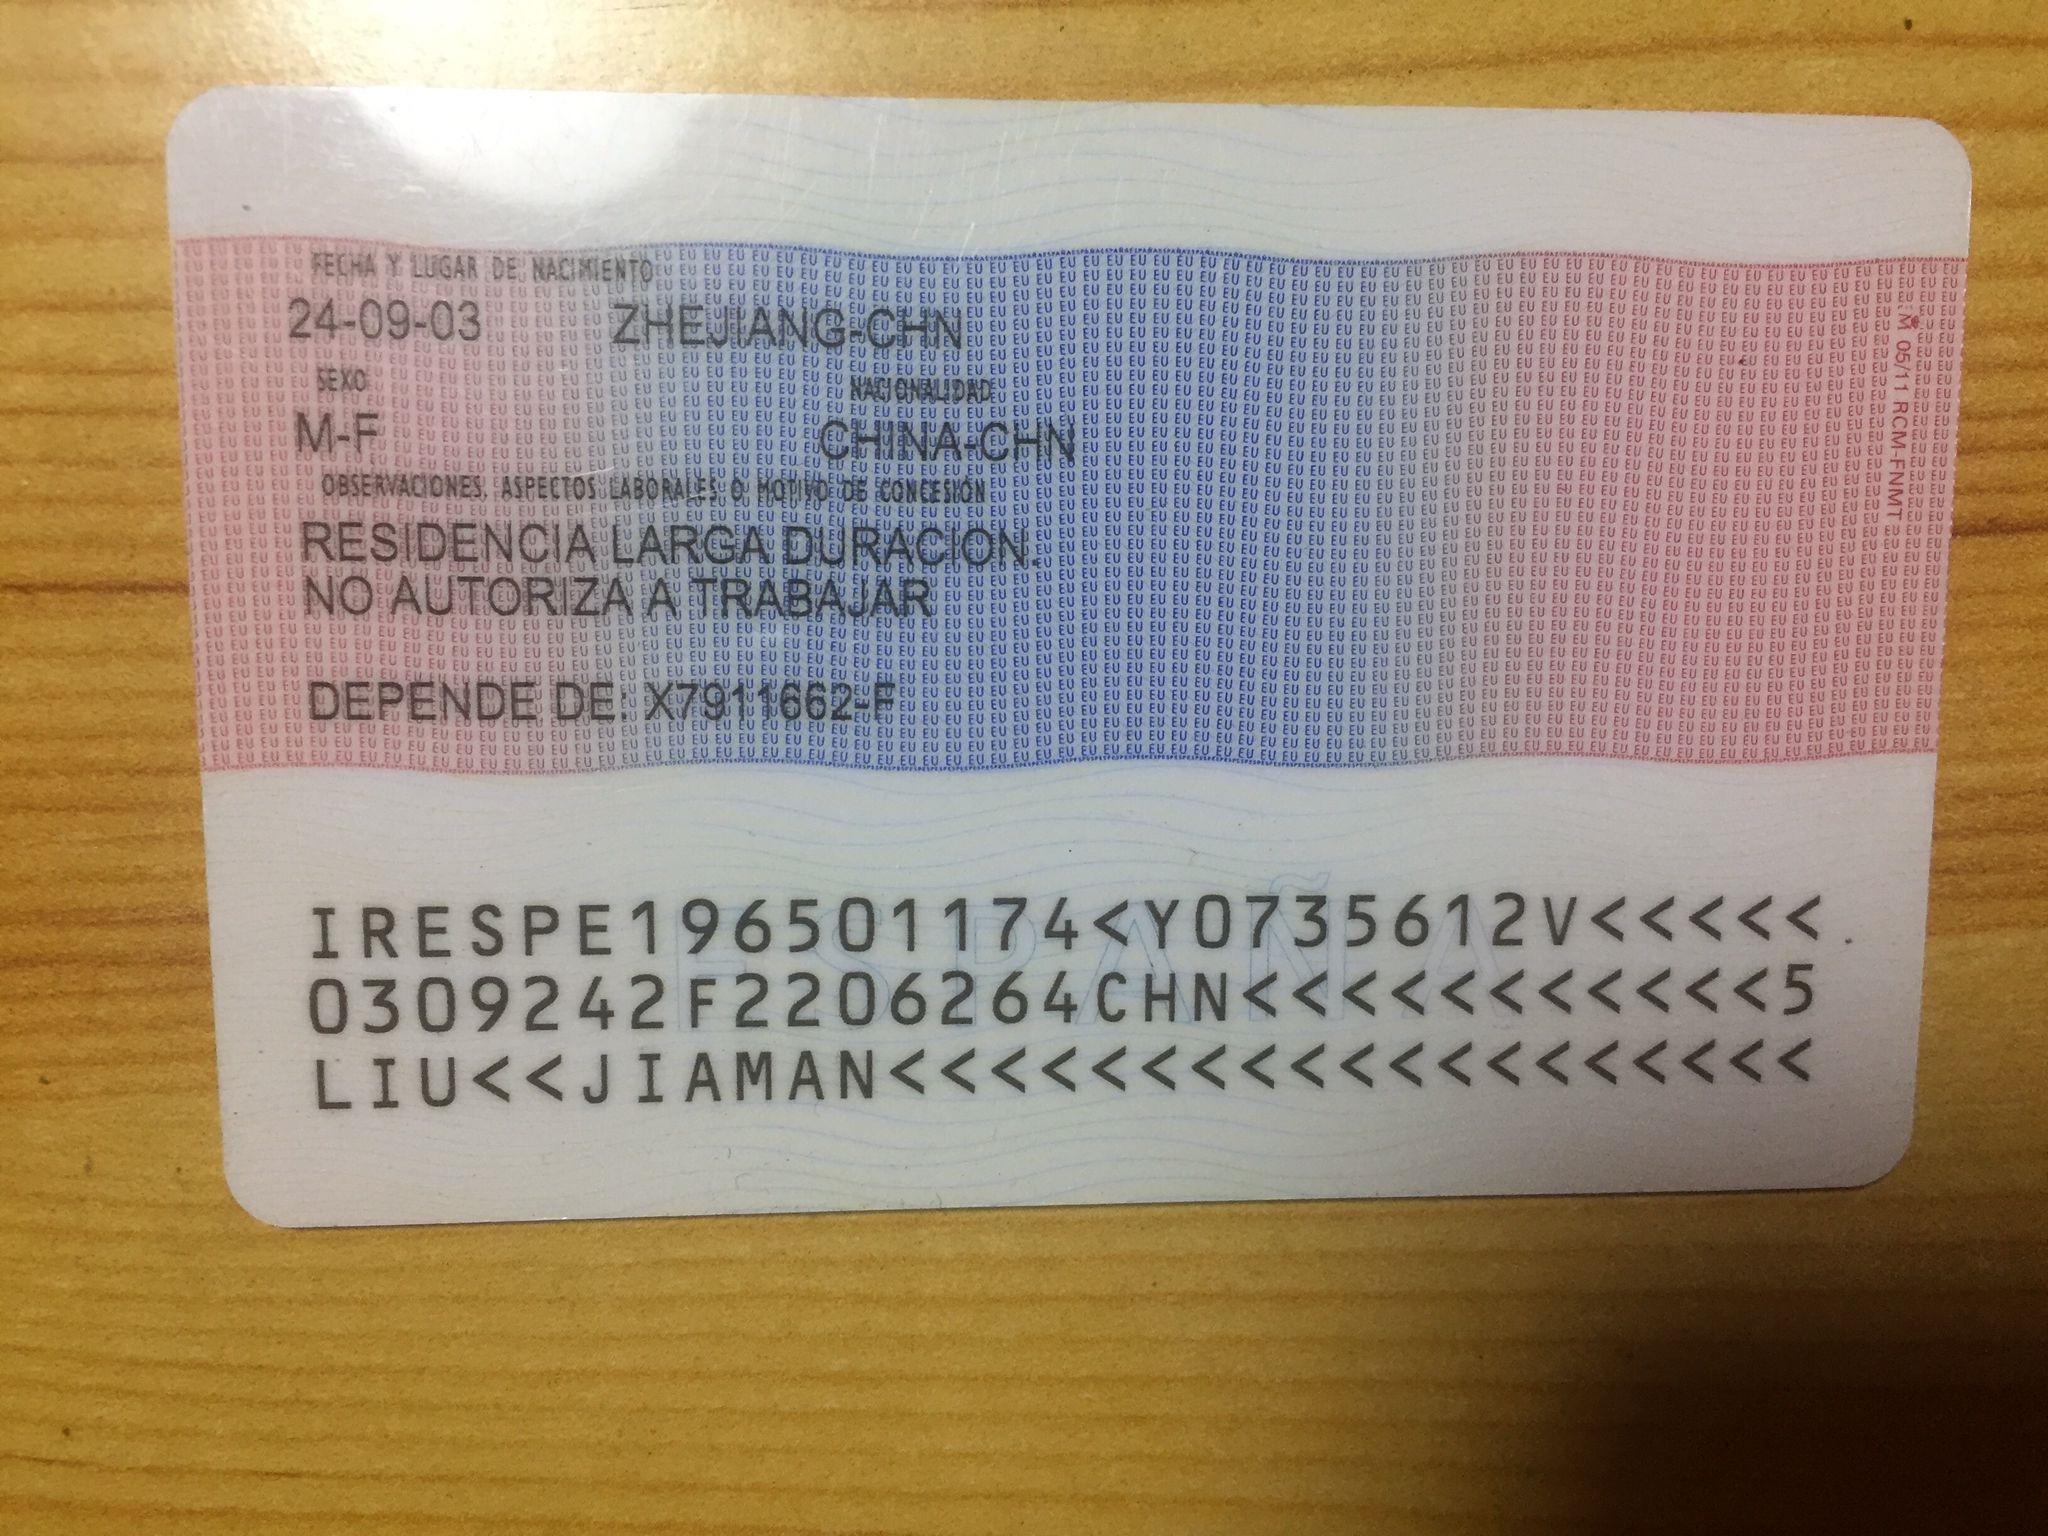 FECHA Y LUGAR DE NACIMIENTO
24-09-03 ZHEJIANG-CHN
SEXO NACIONALIDAD
M-F CHINA-CHN
OBSERVACIONES, ASPECTOS LABORALES O MOTIVO DE CONCESIÓN
RESIDENCIA LARGA DURACION.
NO AUTORIZA A TRABAJAR
DEPENDE DE: X7911662-F
05/11 RCM-FNMT
ESPAÑA
IRESPE196501174<Y0735612V<<<<<
0309242F2206264CHN<<<<<<<<<<<5
LIU<<JIAMAN<<<<<<<<<<<<<<<<<<<